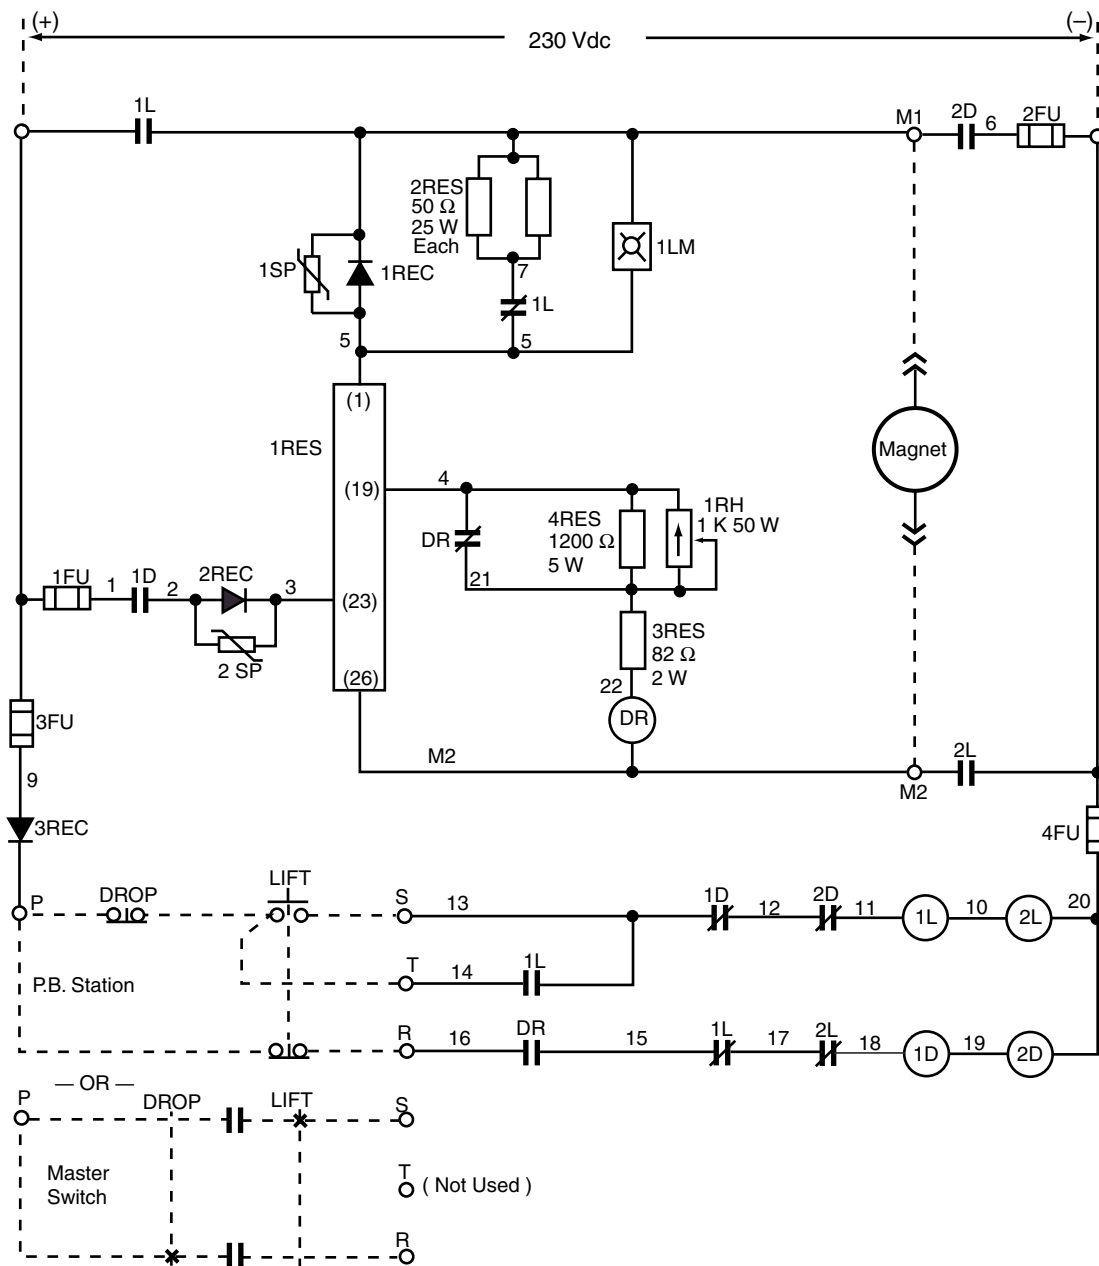 (+)
(–)
230 Vdc
1L
M1
2D
6
2FU
2RES
50 Ω
25 W
Each
1SP
1REC
7
1L
1LM
5
5
(1)
1RES
Magnet
(19)
4
DR
4RES
1200 Ω
5 W
1RH
1 K 50 W
21
1FU
1
1D
2
2REC
3
(23)
2 SP
3RES
82 Ω
2 W
(26)
22
DR
3FU
M2
2L
M2
9
3REC
4FU
P
DROP
LIFT
S
13
1D
12
2D
11
1L
10
2L
20
P.B. Station
T
14
1L
R
16
DR
15
1L
17
2L
18
1D
19
2D
— OR —
P
DROP
LIFT
S
Master
Switch
T
( Not Used )
R